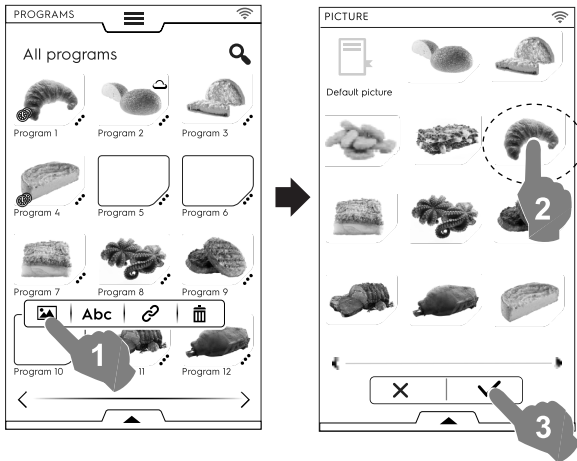 PROGRAMS
All programs
Program 1
Program 2
Program 3
Program 4
Program 5
Program 6
Program 7
Program 8
Program 9
Abc
1
Program 10
11
Program 12
PICTURE
Default picture
2
3